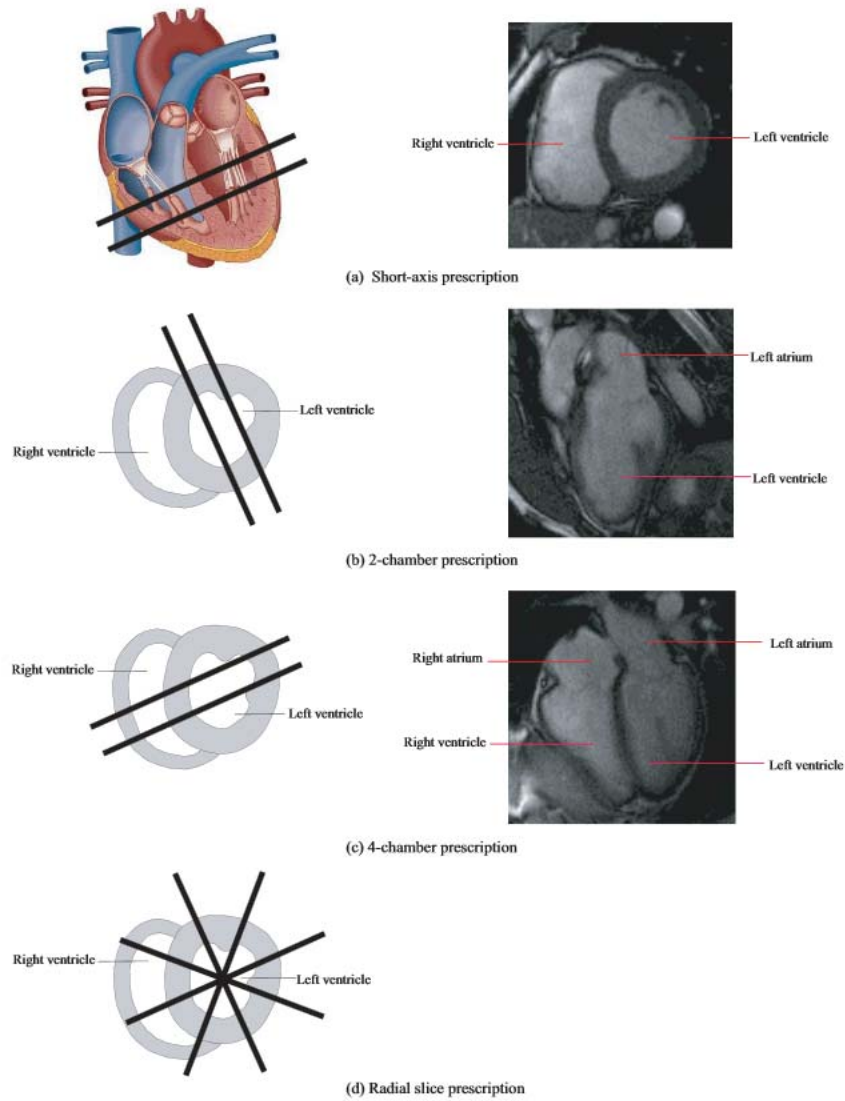 Right ventricle
Left ventricle
(a) Short-axis prescription
Left ventricle
Right ventricle
Left atrium
Left ventricle
(b) 2-chamber prescription
Right ventricle
Left ventricle
Right atrium
Left atrium
Right ventricle
Left ventricle
(c) 4-chamber prescription
Right ventricle
Left ventricle
(d) Radial slice prescription